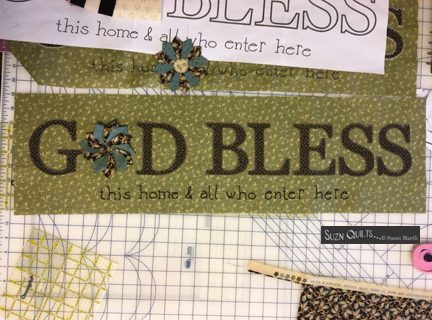 BLESS
this home & all who enter here
this home & all who enter here
GOD BLESS
this home & all who enter here
SUZN QUILTS...© Susan Marth